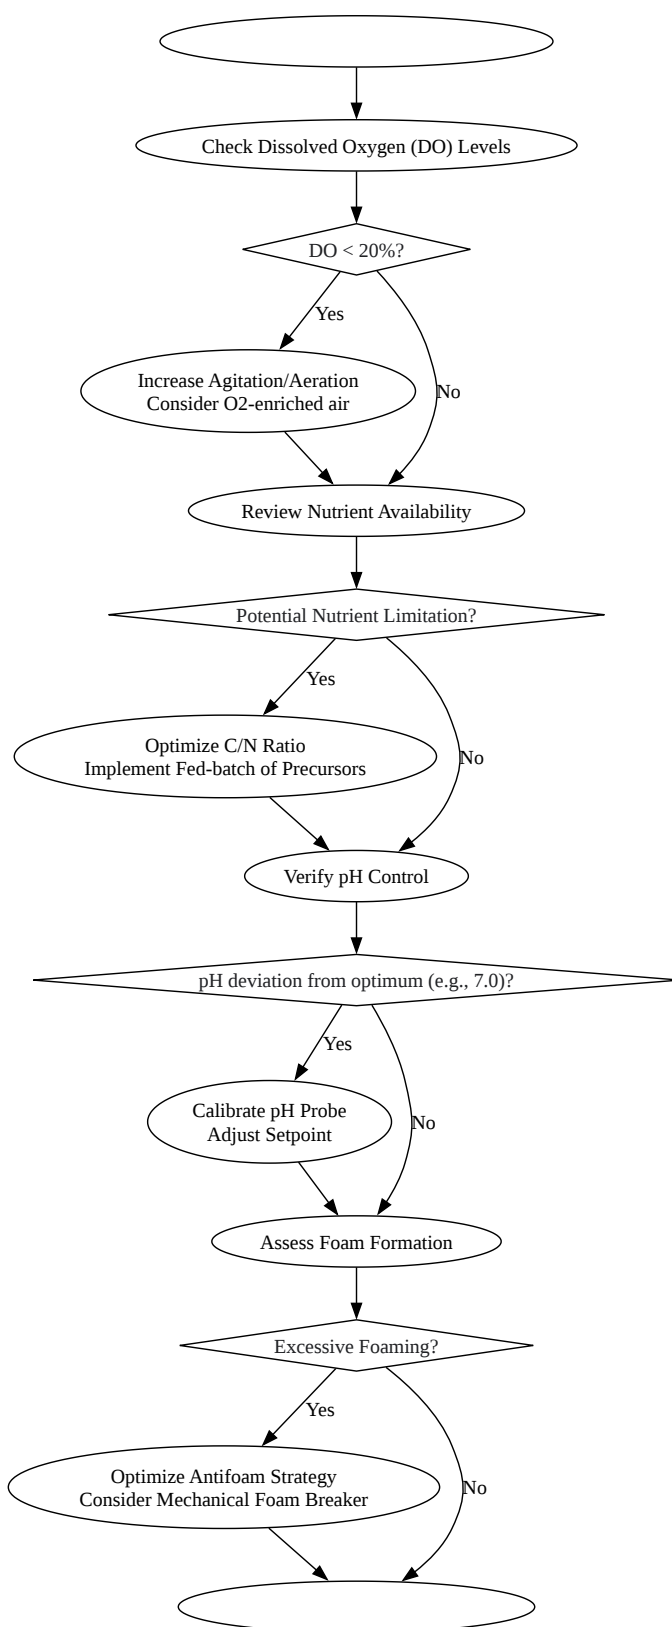 Check Dissolved Oxygen (DO) Levels
DO < 20%?
Yes
Increase Agitation/Aeration
Consider O2-enriched air
No
Review Nutrient Availability
Potential Nutrient Limitation?
Yes
Optimize C/N Ratio
Implement Fed-batch of Precursors
No
Verify pH Control
pH deviation from optimum (e.g., 7.0)?
Yes
Calibrate pH Probe
Adjust Setpoint
No
Assess Foam Formation
Excessive Foaming?
Yes
Optimize Antifoam Strategy
Consider Mechanical Foam Breaker
No